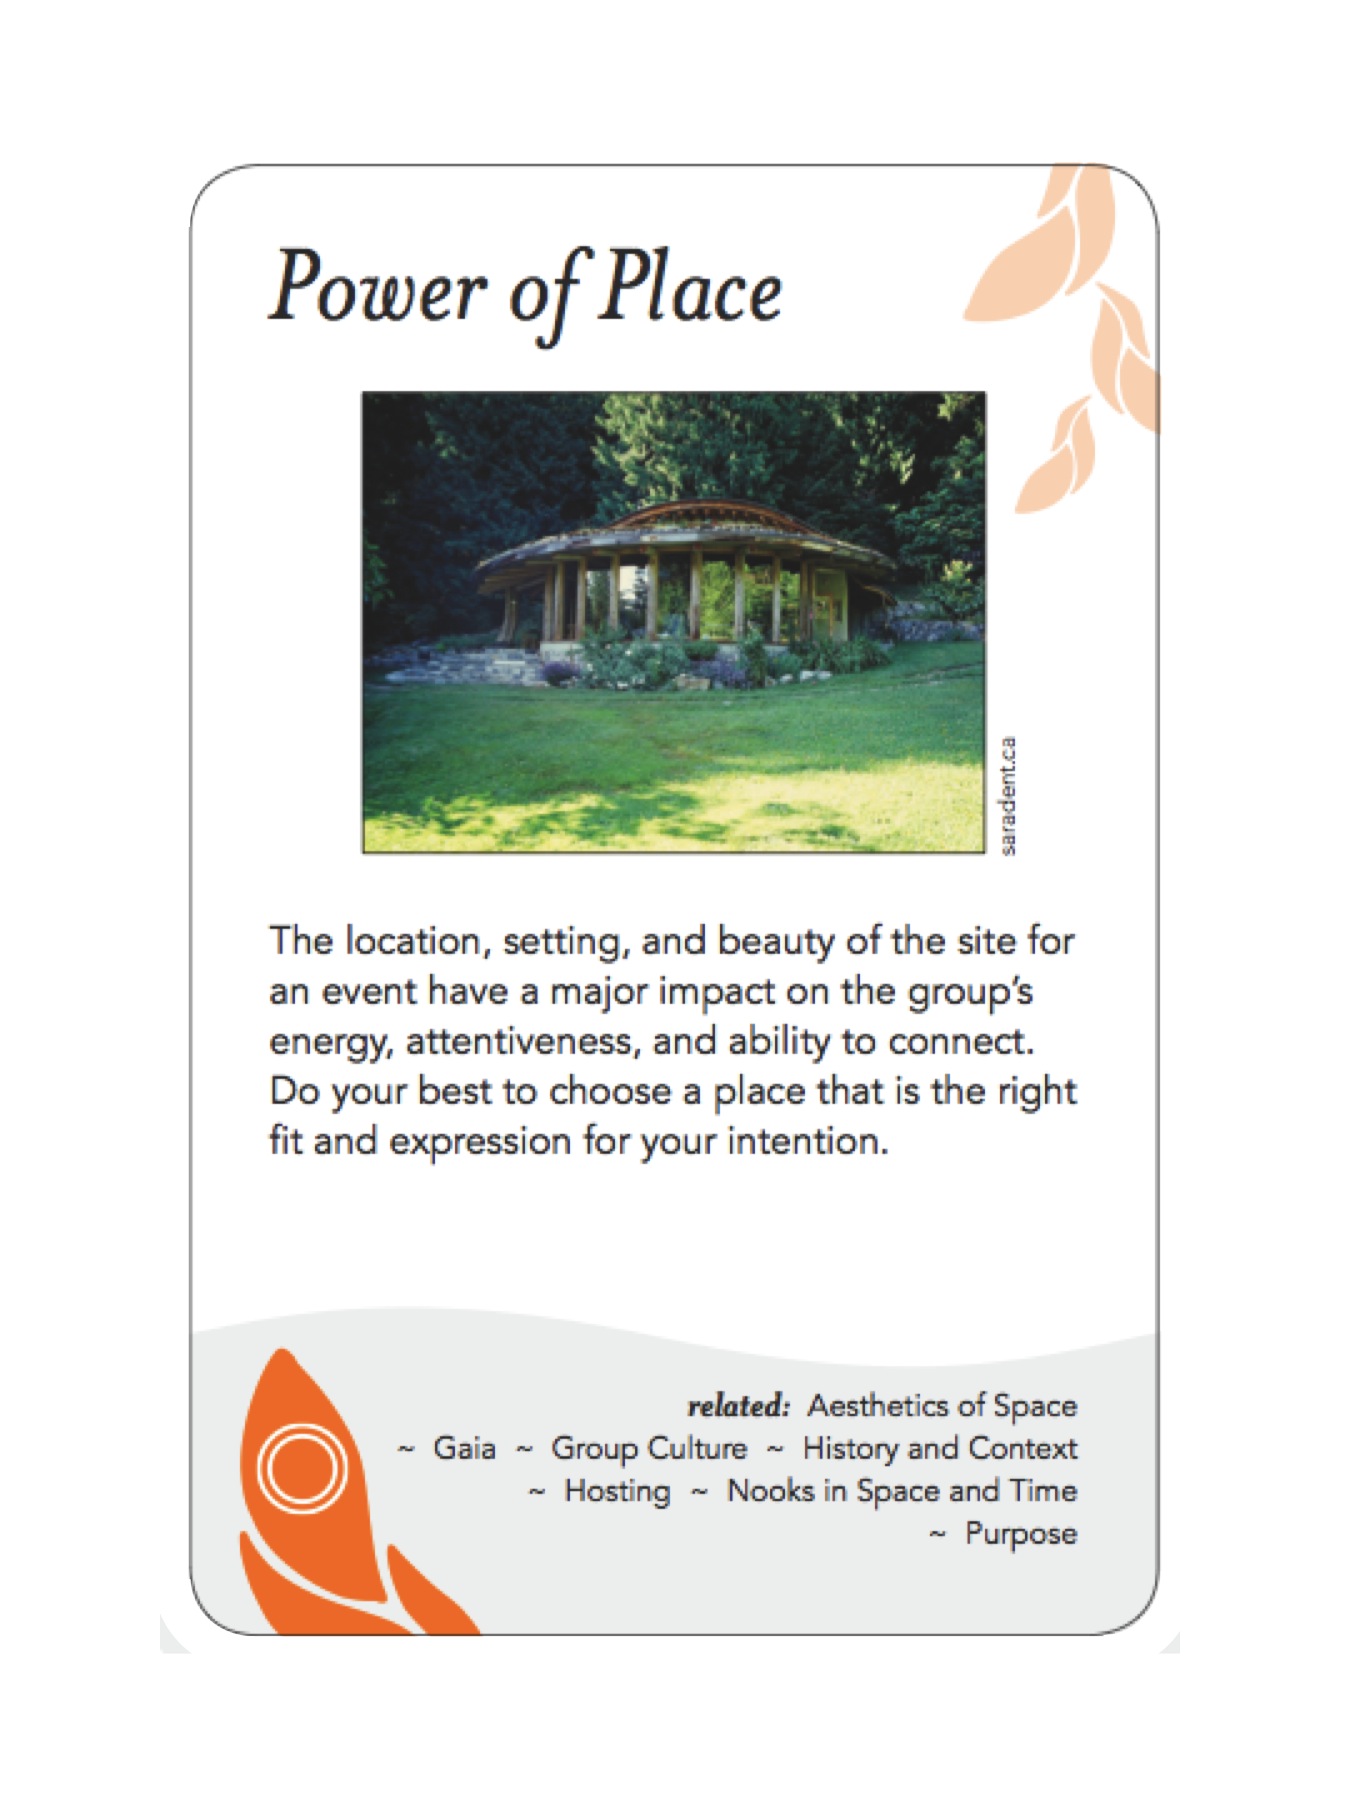 Power of Place
saradent.ca
The location, setting, and beauty of the site for
an event have a major impact on the group’s
energy, attentiveness, and ability to connect.
Do your best to choose a place that is the right
fit and expression for your intention.
related: Aesthetics of Space
~ Gaia ~ Group Culture ~ History and Context
~ Hosting ~ Nooks in Space and Time
~ Purpose